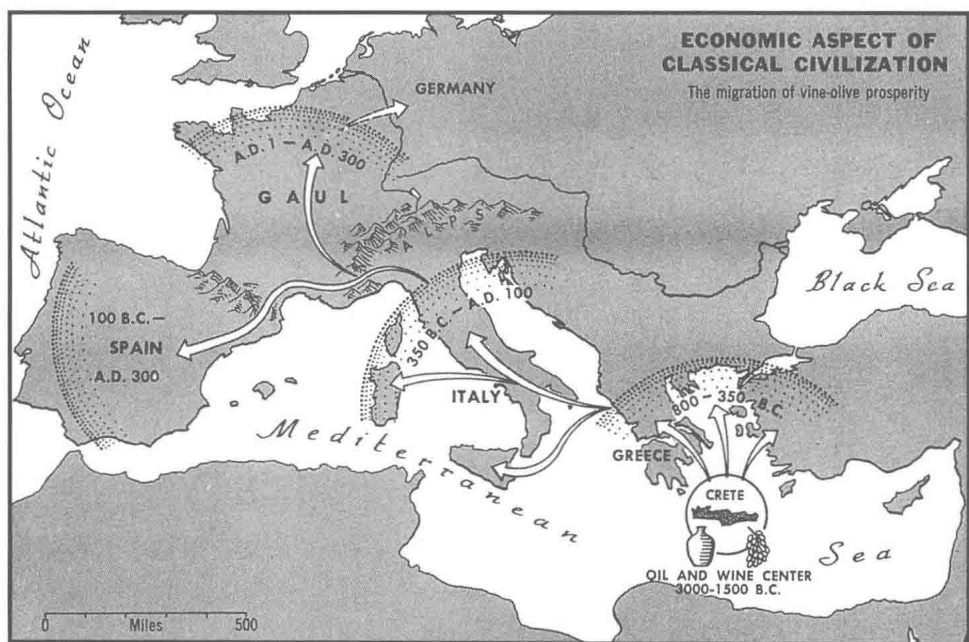 ECONOMIC ASPECT OF
CLASSICAL CIVILIZATION
The migration of vine-olive prosperity
Atlantic Ocean
GERMANY
A.D. 1 — A.D. 300
GAUL
ALPS
Black Sea
100 B.C.—
SPAIN
A.D. 300
350 B.C.—A.D. 100
ITALY
800—350 B.C.
GREECE
Mediterranean
Sea
CRETE
OIL AND WINE CENTER
3000-1500 B.C.
0 Miles 500